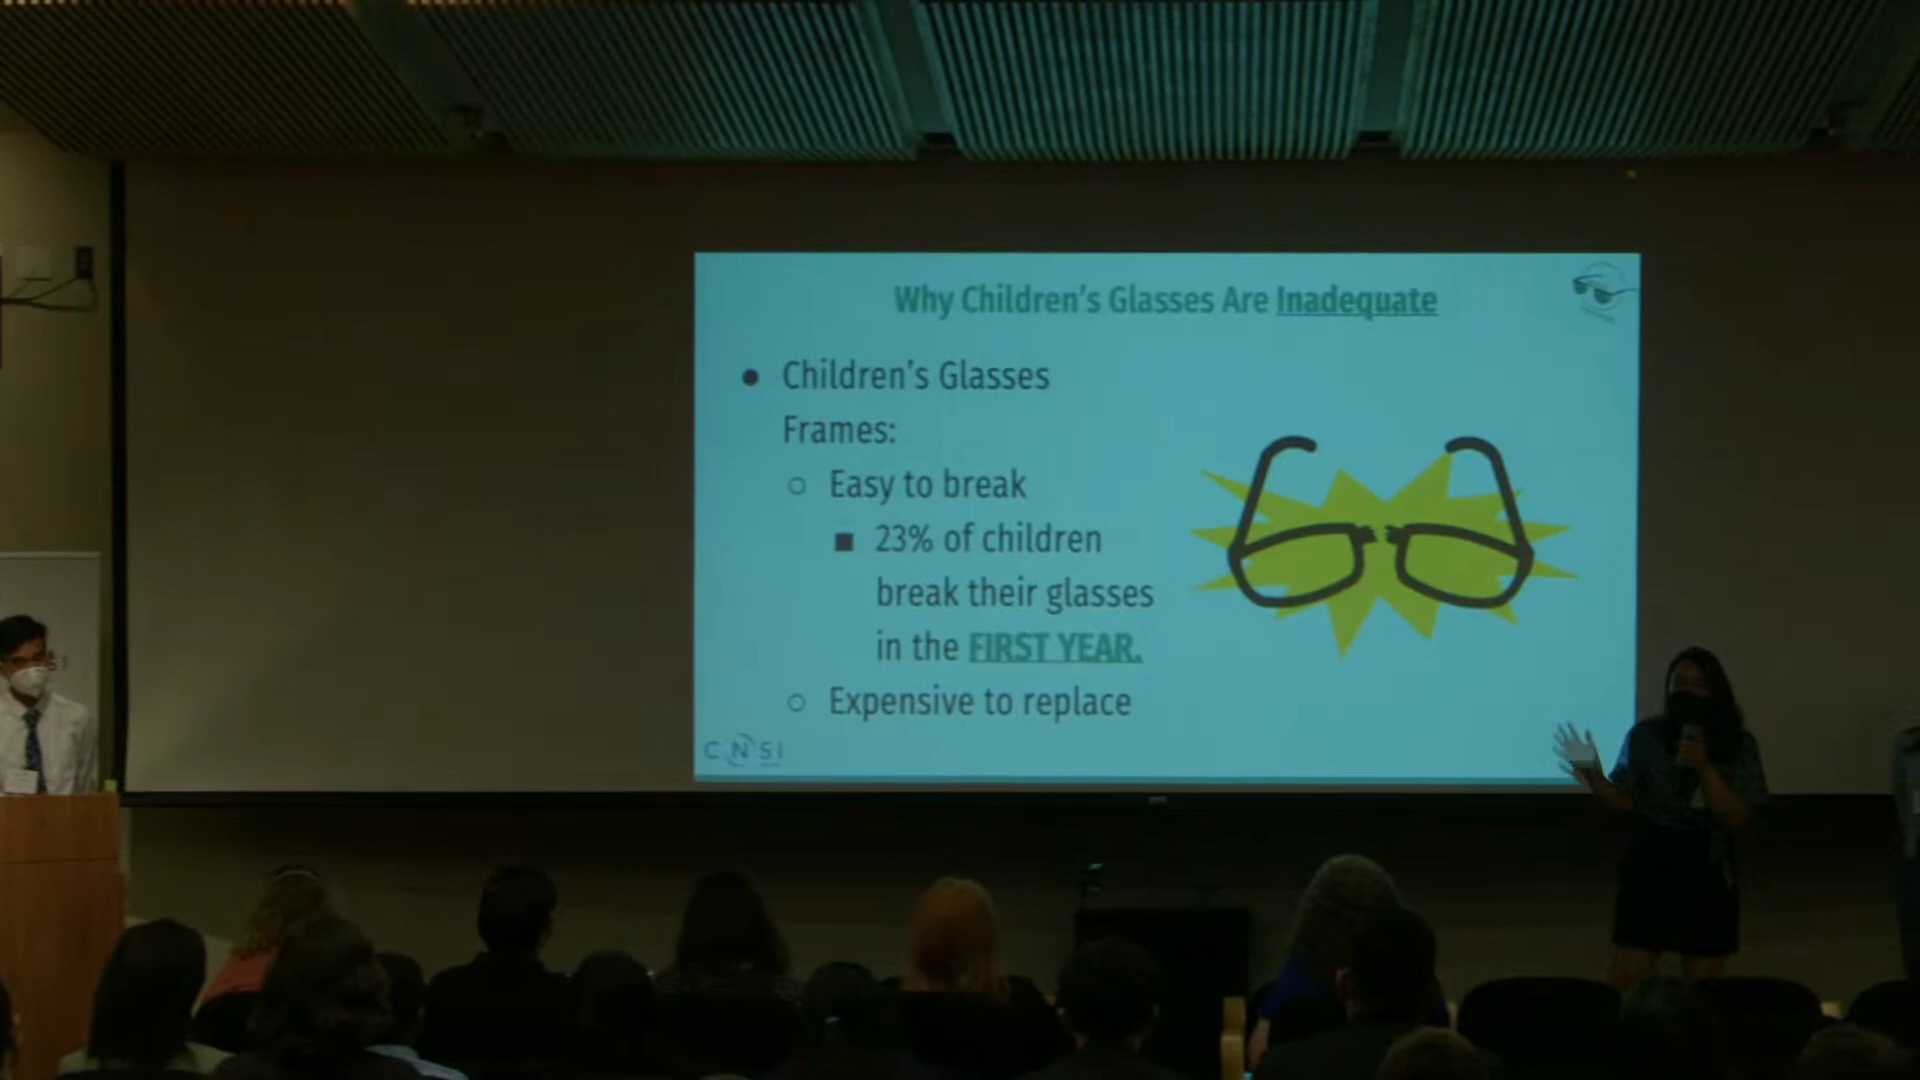 Why Children's Glasses Are Inadequate
● Children's Glasses
Frames:
○ Easy to break
■ 23% of children
break their glasses
in the FIRST YEAR.
○ Expensive to replace
CNSI